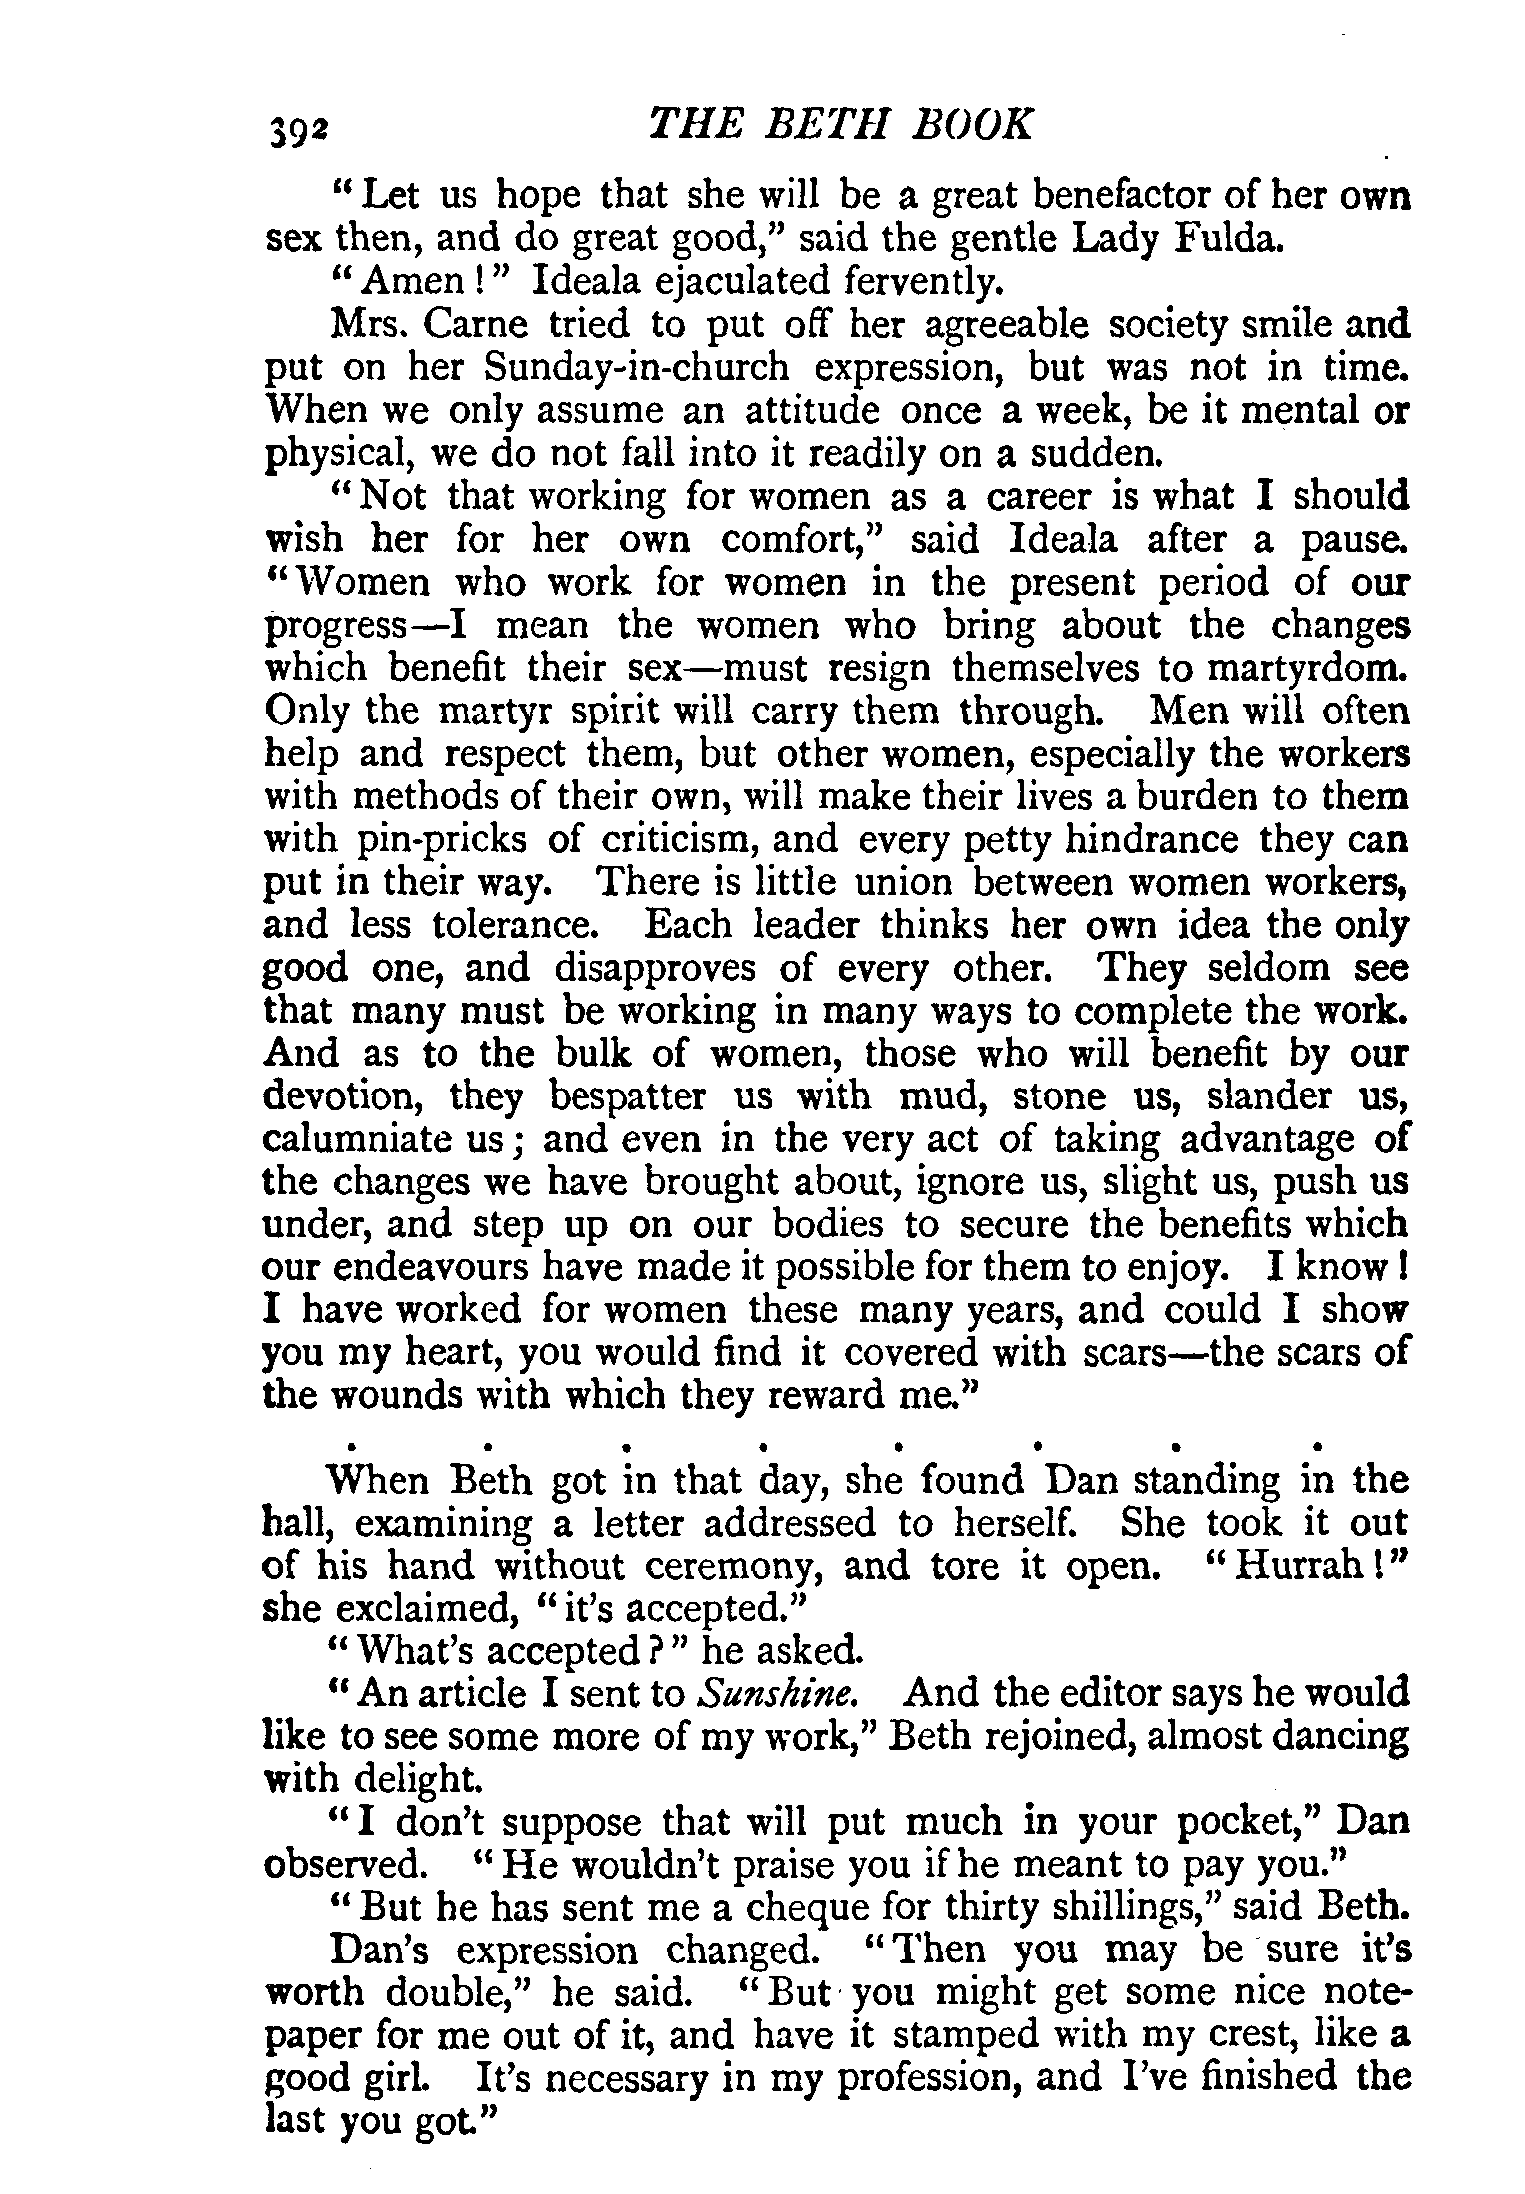 392 THE BETH BOOK
“Let us hope that she will be a great benefactor of her own
sex then, and do great good,” said the gentle Lady Fulda.
“Amen!” Ideala ejaculated fervently.
Mrs. Carne tried to put off her agreeable society smile and
put on her Sunday-in-church expression, but was not in time.
When we only assume an attitude once a week, be it mental or
physical, we do not fall into it readily on a sudden.
“Not that working for women as a career is what I should
wish her for her own comfort,” said Ideala after a pause.
“Women who work for women in the present period of our
progress—I mean the women who bring about the changes
which benefit their sex—must resign themselves to martyrdom.
Only the martyr spirit will carry them through. Men will often
help and respect them, but other women, especially the workers
with methods of their own, will make their lives a burden to them
with pin-pricks of criticism, and every petty hindrance they can
put in their way. There is little union between women workers,
and less tolerance. Each leader thinks her own idea the only
good one, and disapproves of every other. They seldom see
that many must be working in many ways to complete the work.
And as to the bulk of women, those who will benefit by our
devotion, they bespatter us with mud, stone us, slander us,
calumniate us; and even in the very act of taking advantage of
the changes we have brought about, ignore us, slight us, push us
under, and step up on our bodies to secure the benefits which
our endeavours have made it possible for them to enjoy. I know!
I have worked for women these many years, and could I show
you my heart, you would find it covered with scars—the scars of
the wounds with which they reward me.”
. . . . . . . .
When Beth got in that day, she found Dan standing in the
hall, examining a letter addressed to herself. She took it out
of his hand without ceremony, and tore it open. “Hurrah!”
she exclaimed, “it's accepted.”
“What's accepted?” he asked.
“An article I sent to Sunshine. And the editor says he would
like to see some more of my work,” Beth rejoined, almost dancing
with delight.
“I don't suppose that will put much in your pocket,” Dan
observed. “He wouldn't praise you if he meant to pay you.”
“But he has sent me a cheque for thirty shillings,” said Beth.
Dan's expression changed. “Then you may be sure it's
worth double,” he said. “But you might get some nice note-
paper for me out of it, and have it stamped with my crest, like a
good girl. It's necessary in my profession, and I've finished the
last you got.”